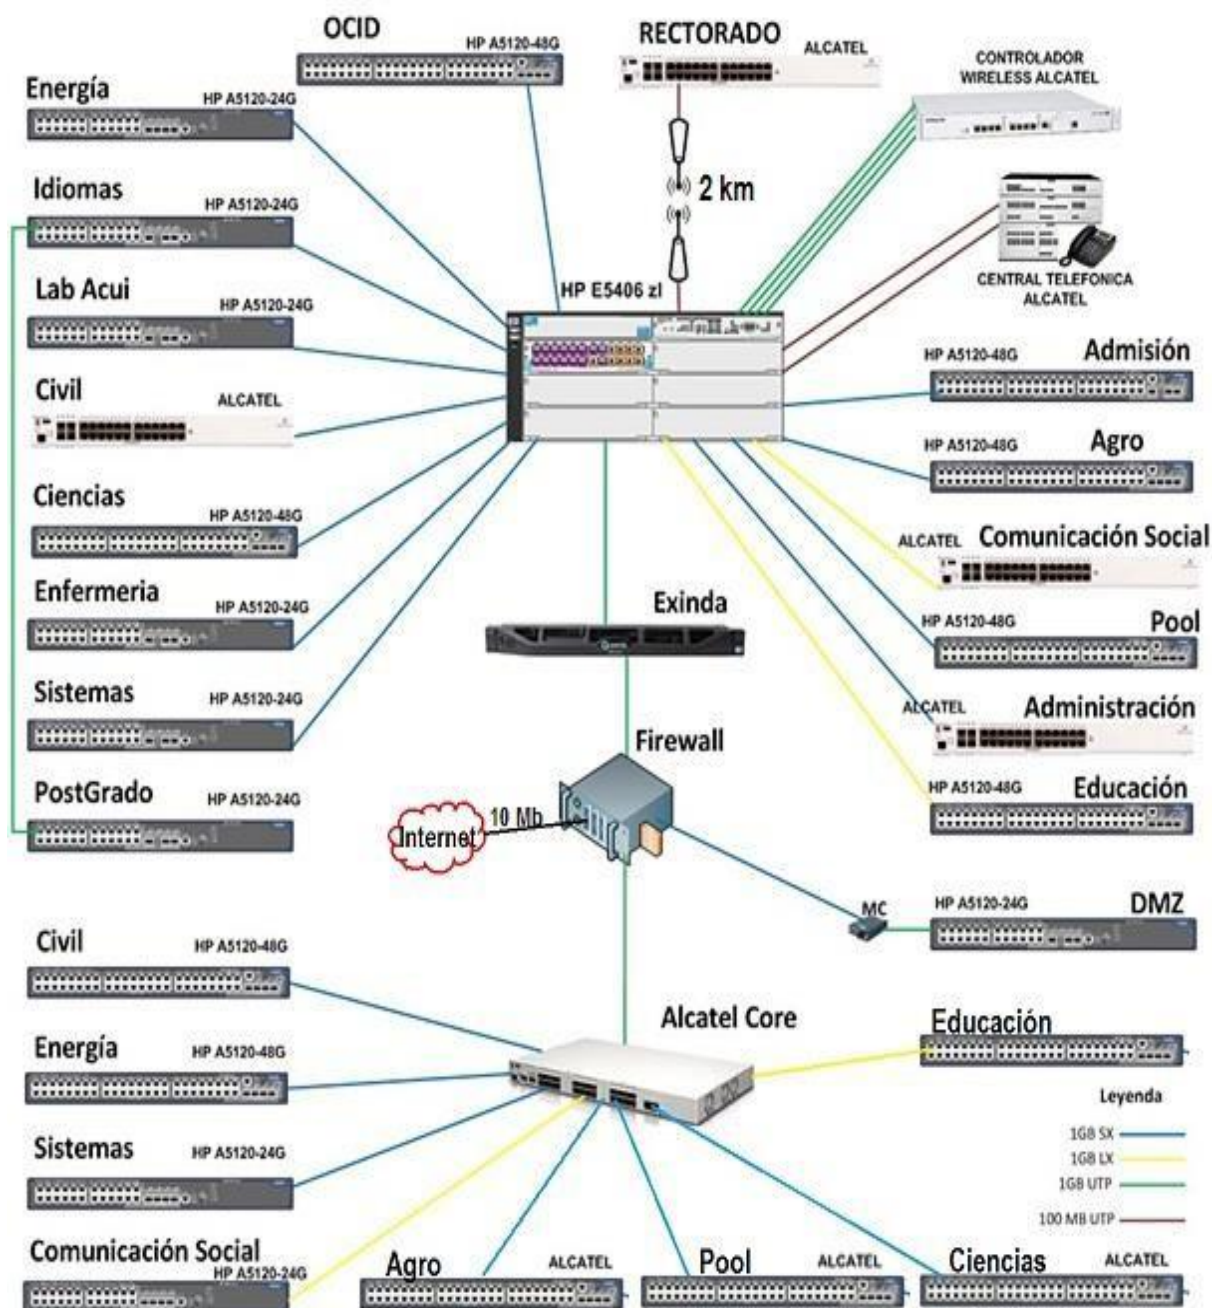 OCID
HP A5120-48G
RECTORADO
ALCATEL
CONTROLADOR
WIRELESS ALCATEL
Energía
HP A5120-24G
Idiomas
HP A5120-24G
2 km
CENTRAL TELEFONICA
ALCATEL
Lab Acui
HP A5120-24G
HP E5406 zl
Civil
ALCATEL
HP A5120-48G
Admisión
HP A5120-48G
Agro
Ciencias
HP A5120-48G
ALCATEL
Comunicación Social
Enfermeria
HP A5120-24G
Exinda
HP A5120-48G
Pool
Sistemas
HP A5120-24G
ALCATEL
Administración
Firewall
PostGrado
HP A5120-24G
HP A5120-48G
Educación
Internet
10 Mb
MC
HP A5120-24G
DMZ
Civil
HP A5120-48G
Alcatel Core
Educación
Energía
HP A5120-48G
Leyenda
1GB SX
1GB LX
1GB UTP
100 MB UTP
Sistemas
HP A5120-24G
Comunicación Social
HP A5120-24G
Agro
ALCATEL
Pool
ALCATEL
Ciencias
ALCATEL